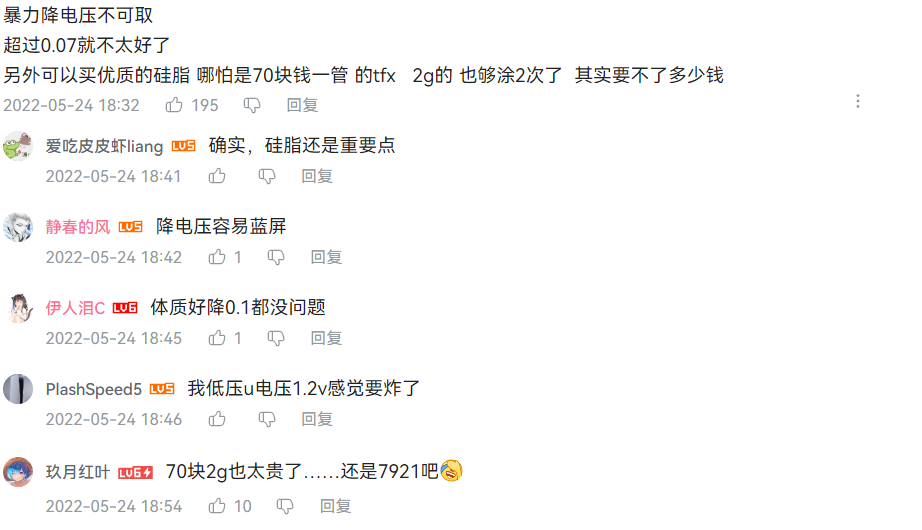 暴力降电压不可取
超过0.07就不太好了
另外可以买优质的硅脂 哪怕是70块钱一管 的tfx 2g的 也够涂2次了 其实要不了多少钱
2022-05-24 18:32 195 回复
爱吃皮皮虾liang LV5 确实，硅脂还是重要点
2022-05-24 18:41 回复
静春的风 LV5 降电压容易蓝屏
2022-05-24 18:42 1 回复
伊人泪C LV6 体质好降0.1都没问题
2022-05-24 18:45 1 回复
PlashSpeed5 LV5 我低压u电压1.2v感觉要炸了
2022-05-24 18:46 回复
玖月红叶 LV6 70块2g也太贵了……还是7921吧
2022-05-24 18:54 10 回复